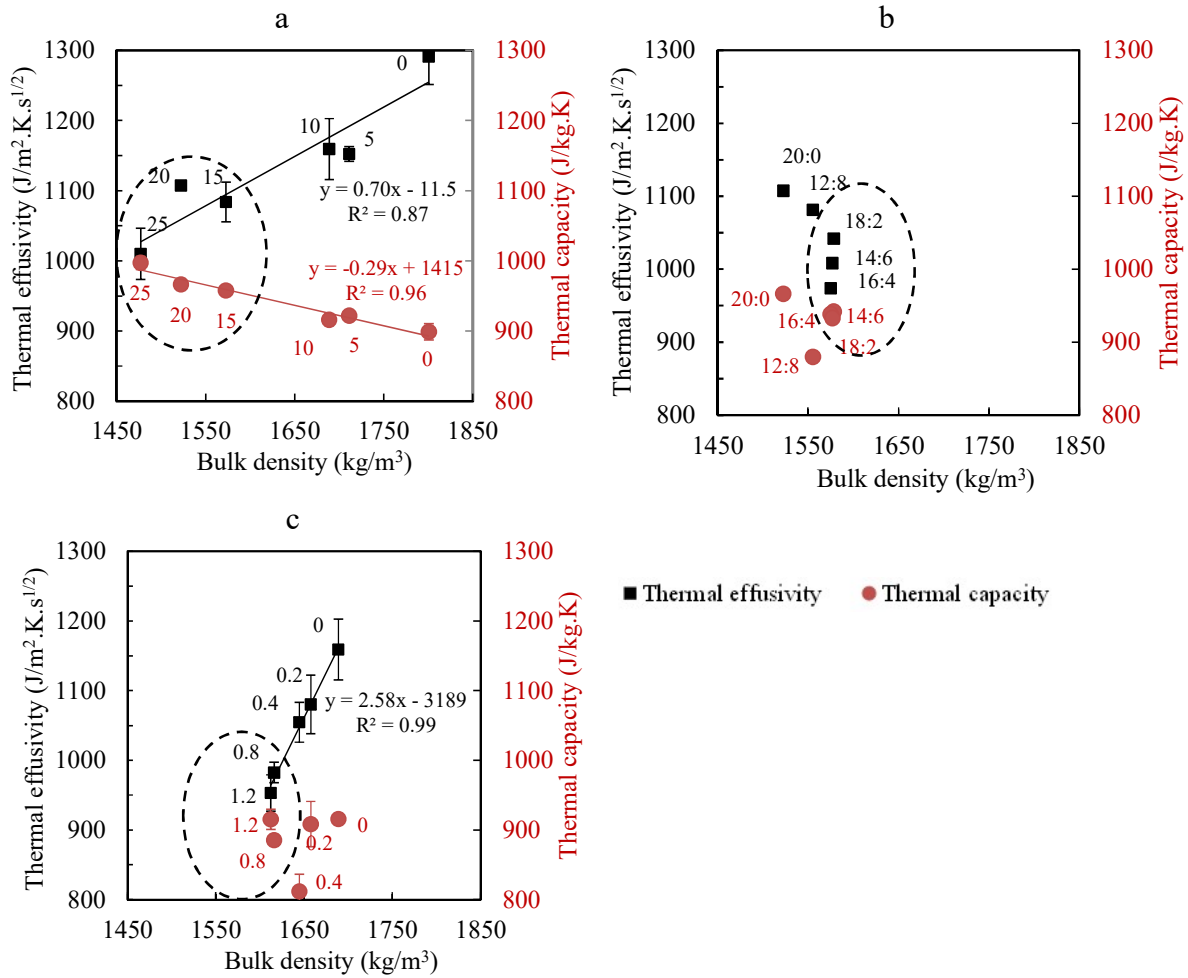 a
Thermal effusivity (J/m².K.s^1/2)
1300
1200
1100
1000
900
800
0
10
5
20
15
25
y = 0.70x - 11.5
R² = 0.87
y = -0.29x + 1415
R² = 0.96
25
20
15
10
5
0
1300
1200
1100
1000
900
800
Thermal capacity (J/kg.K)
1450 1550 1650 1750 1850
Bulk density (kg/m³)
b
Thermal effusivity (J/m².K.s^1/2)
1300
1200
1100
1000
900
800
20:0
12:8
18:2
14:6
16:4
20:0
16:4
14:6
18:2
12:8
1300
1200
1100
1000
900
800
Thermal capacity (J/kg.K)
1450 1550 1650 1750 1850
Bulk density (kg/m³)
c
Thermal effusivity (J/m².K.s^1/2)
1300
1200
1100
1000
900
800
0
0.2
0.4
y = 2.58x - 3189
R² = 0.99
0.8
1.2
1.2
0
0.2
0.8
0.4
1300
1200
1100
1000
900
800
Thermal capacity (J/kg.K)
1450 1550 1650 1750 1850
Bulk density (kg/m³)
Thermal effusivity
Thermal capacity